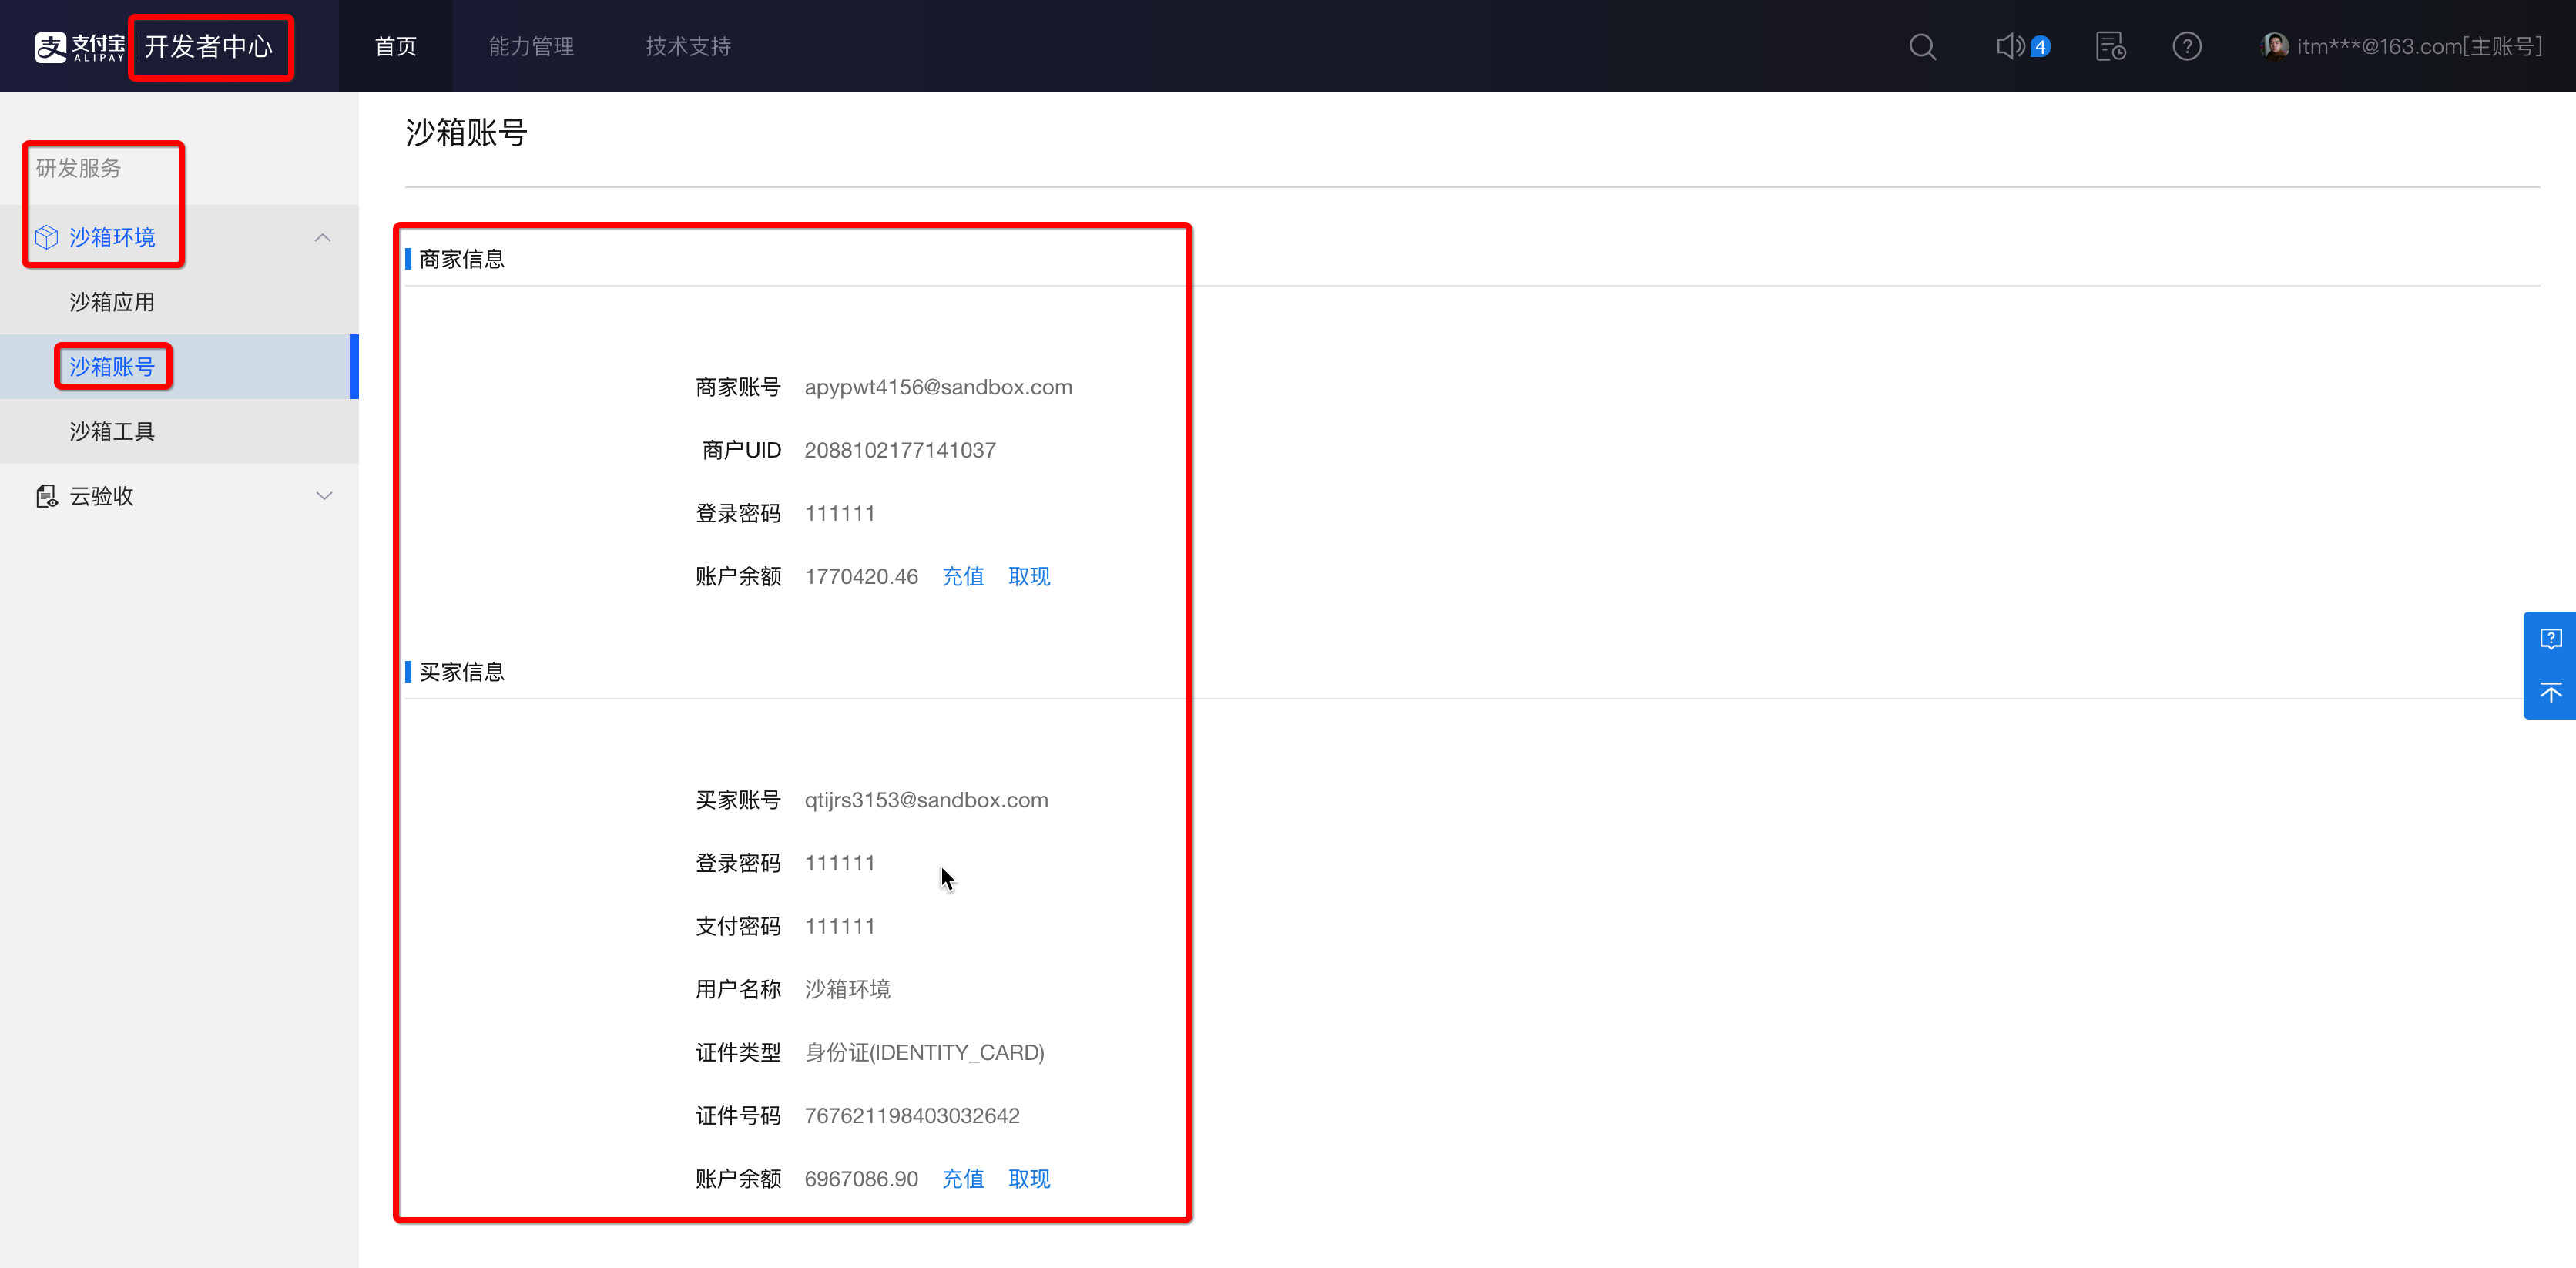 支 支付宝 ALIPAY 开发者中心 首页 能力管理 技术支持 4 itm***@163.com[主账号]
研发服务
沙箱环境
沙箱应用
沙箱账号
沙箱工具
云验收
沙箱账号
商家信息
商家账号 apypwt4156@sandbox.com
商户UID 2088102177141037
登录密码 111111
账户余额 1770420.46 充值 取现
买家信息
买家账号 qtijrs3153@sandbox.com
登录密码 111111
支付密码 111111
用户名称 沙箱环境
证件类型 身份证(IDENTITY_CARD)
证件号码 767621198403032642
账户余额 6967086.90 充值 取现